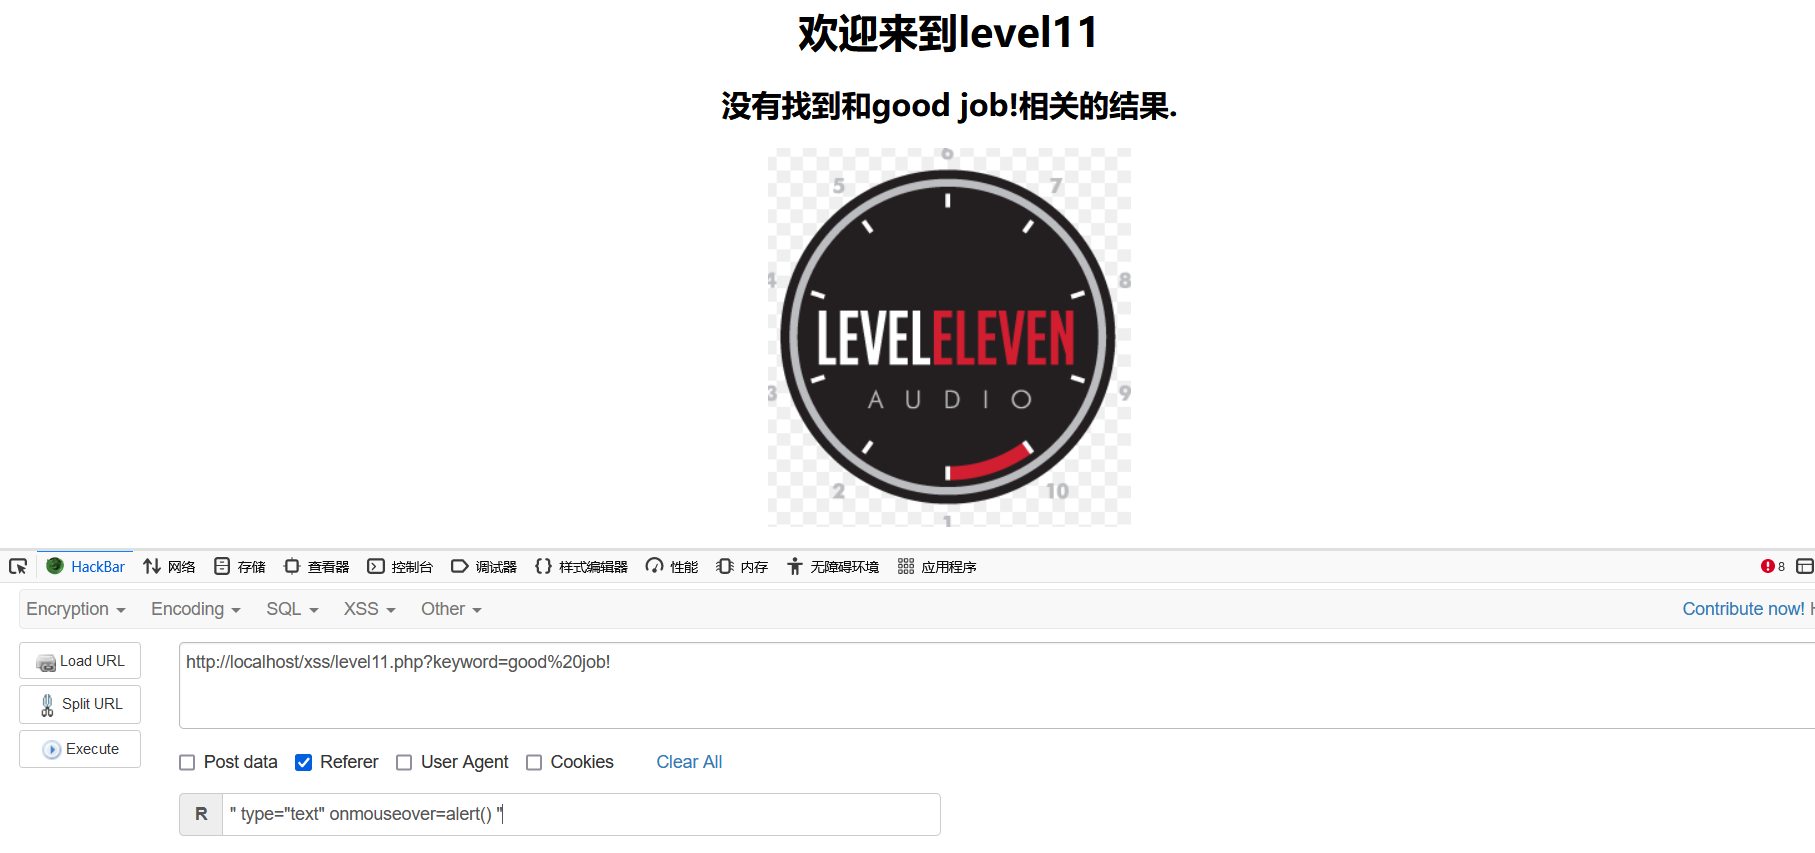 欢迎来到level11
没有找到和good job!相关的结果.
6
5 7
4 8
LEVELELEVEN
AUDIO
3 9
2 10
1
HackBar 网络 存储 查看器 控制台 调试器 {} 样式编辑器 性能 内存 无障碍环境 应用程序 8
Encryption Encoding SQL XSS Other Contribute now!
Load URL http://localhost/xss/level11.php?keyword=good%20job!
Split URL
Execute
Post data Referer User Agent Cookies Clear All
R " type="text" onmouseover=alert() "